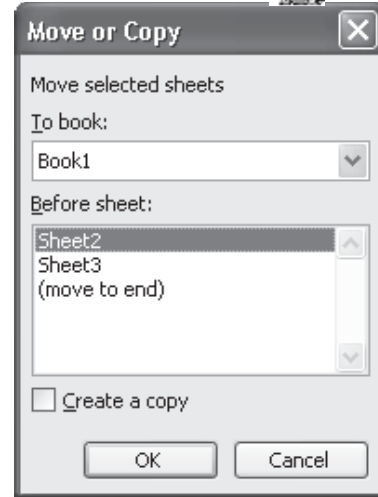 Move or Copy
Move selected sheets
To book:
Book1
Before sheet:
Sheet2
Sheet3
(move to end)
Create a copy
OK Cancel